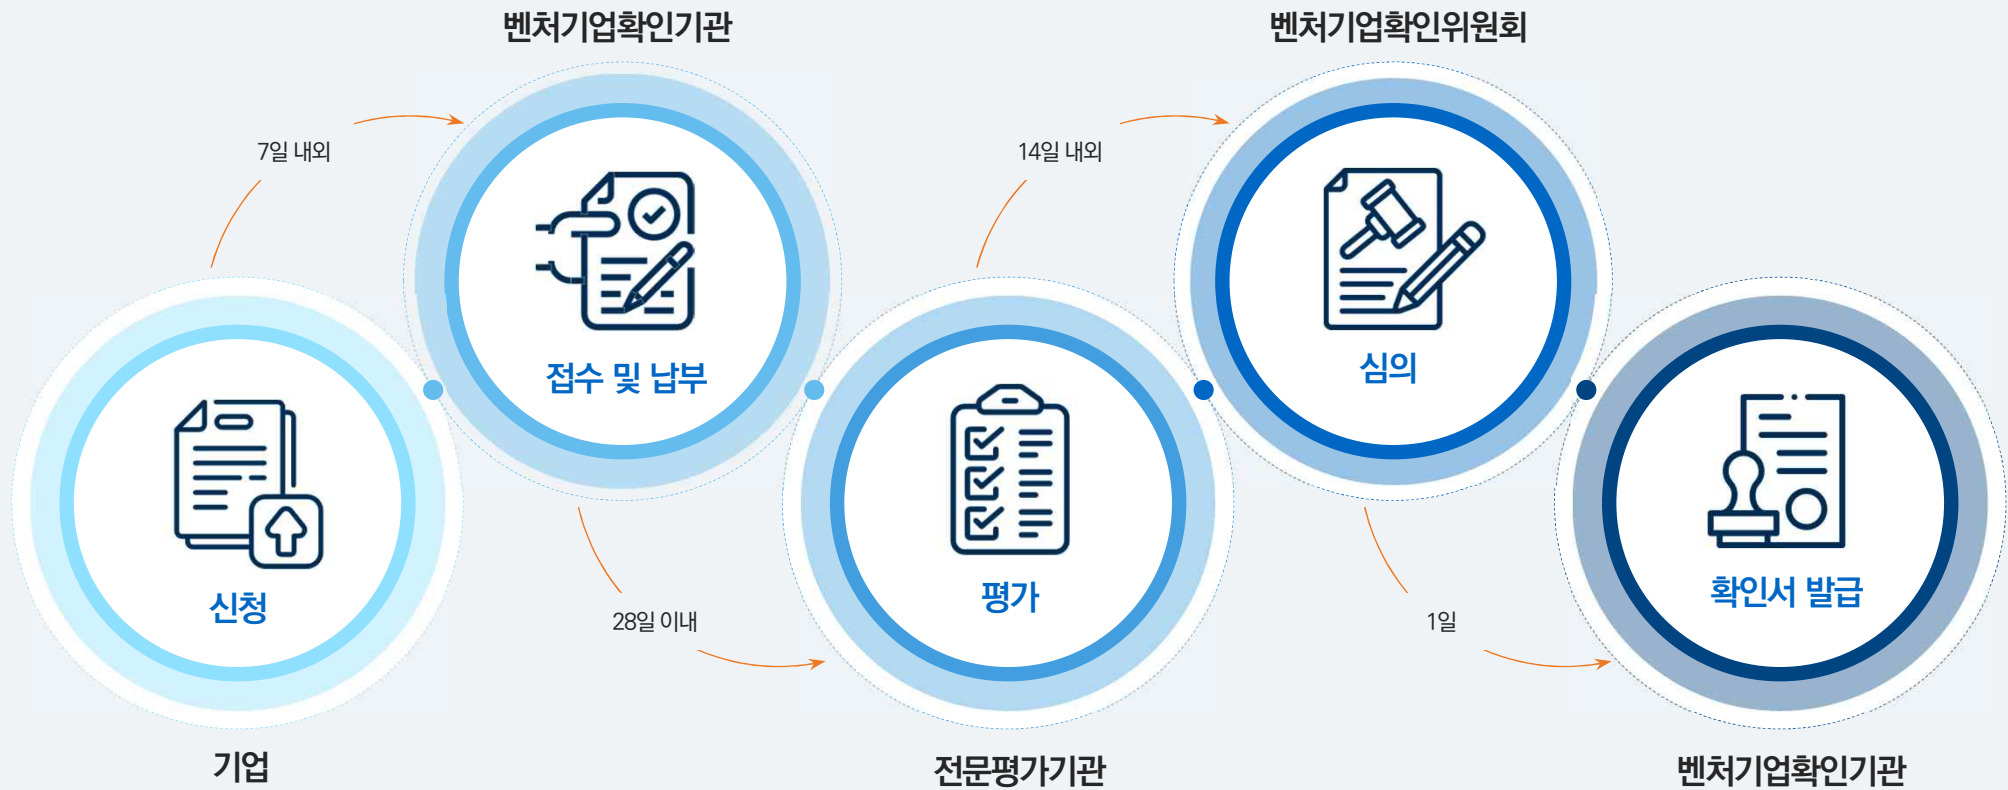 벤처기업확인기관
벤처기업확인위원회
7일 내외
14일 내외
접수 및 납부
심의
신청
평가
확인서 발급
28일 이내
1일
기업
전문평가기관
벤처기업확인기관